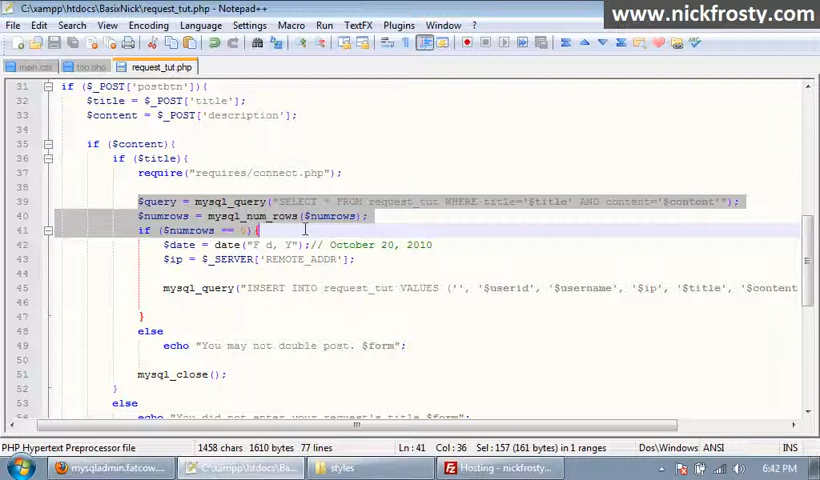 C:\xampp\htdocs\BasixNick\request_tut.php - Notepad++
www.nickfrosty.com
File Edit Search View Encoding Language Settings Macro Run TextFX Plugins Window ?
main.css top.php request_tut.php
31 if ($_POST['postbtn']){
32 $title = $_POST['title'];
33 $content = $_POST['description'];
34
35 if ($content){
36 if ($title){
37 require("requires/connect.php");
38
39 $query = mysql_query("SELECT * FROM request_tut WHERE title='$title' AND content='$content'");
40 $numrows = mysql_num_rows($numrows);
41 if ($numrows == 0){
42 $date = date("F d, Y");// October 20, 2010
43 $ip = $_SERVER['REMOTE_ADDR'];
44
45 mysql_query("INSERT INTO request_tut VALUES ('', '$userid', '$username', '$ip', '$title', '$content
46
47 }
48 else
49 echo "You may not double post. $form";
50
51 mysql_close();
52 }
53 else
54 echo "You did not enter your request's title $form";
PHP Hypertext Preprocessor file 1458 chars 1610 bytes 77 lines Ln : 41 Col : 36 Sel : 157 (161 bytes) in 1 ranges Dos\Windows ANSI INS
mysqladmin.fatcow.... C:\xampp\htdocs\Ba... styles Hosting - nickfrosty.... 6:42 PM